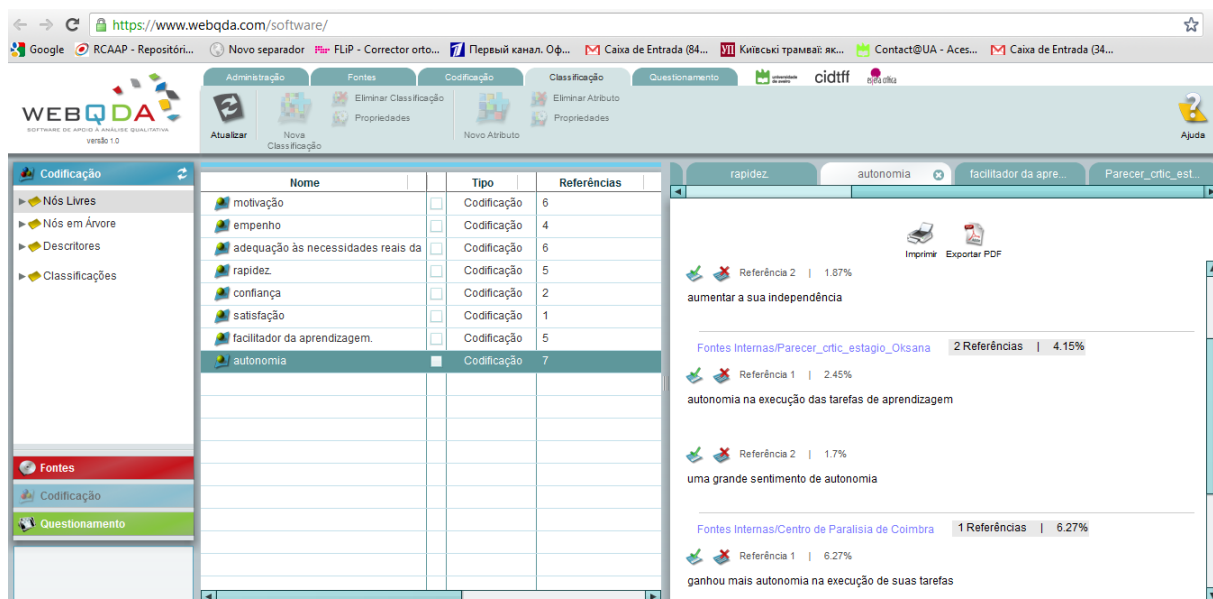 https://www.webqda.com/software/
Google RCAAP - Repositóri... Novo separador FLiP - Corrector orto... Первый канал. Оф... Caixa de Entrada (84... УП Київські трамваї: як... Contact@UA - Aces... Caixa de Entrada (34...
Administração Fontes Codificação Classificação Questionamento universidade de aveiro cidtff
WEBQDA
SOFTWARE DE APOIO À ANÁLISE QUALITATIVA
versão 1.0
Atualizar
Nova Classificação
Eliminar Classificação
Propriedades
Novo Atributo
Eliminar Atributo
Propriedades
Ajuda
Codificação
Nós Livres
Nós em Árvore
Descritores
Classificações
Fontes
Codificação
Questionamento
Nome Tipo Referências
motivação Codificação 6
empenho Codificação 4
adequação às necessidades reais da Codificação 6
rapidez. Codificação 5
confiança Codificação 2
satisfação Codificação 1
facilitador da aprendizagem. Codificação 5
autonomia Codificação 7
rapidez. autonomia facilitador da apre... Parecer_crtic_est...
Imprimir Exportar PDF
Referência 2 | 1.87%
aumentar a sua independência
Fontes Internas/Parecer_crtic_estagio_Oksana 2 Referências | 4.15%
Referência 1 | 2.45%
autonomia na execução das tarefas de aprendizagem
Referência 2 | 1.7%
uma grande sentimento de autonomia
Fontes Internas/Centro de Paralisia de Coimbra 1 Referências | 6.27%
Referência 1 | 6.27%
ganhou mais autonomia na execução de suas tarefas